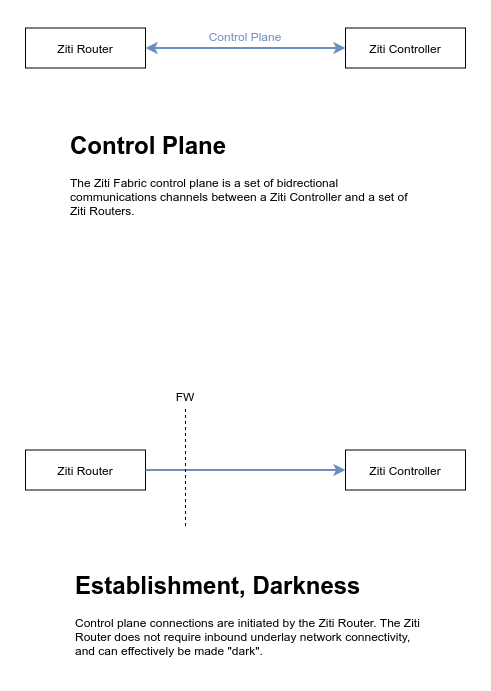 Control Plane
Ziti Router
Ziti Controller
Control Plane
The Ziti Fabric control plane is a set of bidrectional
communications channels between a Ziti Controller and a set of
Ziti Routers.
FW
Ziti Router
Ziti Controller
Establishment, Darkness
Control plane connections are initiated by the Ziti Router. The Ziti
Router does not require inbound underlay network connectivity,
and can effectively be made "dark".